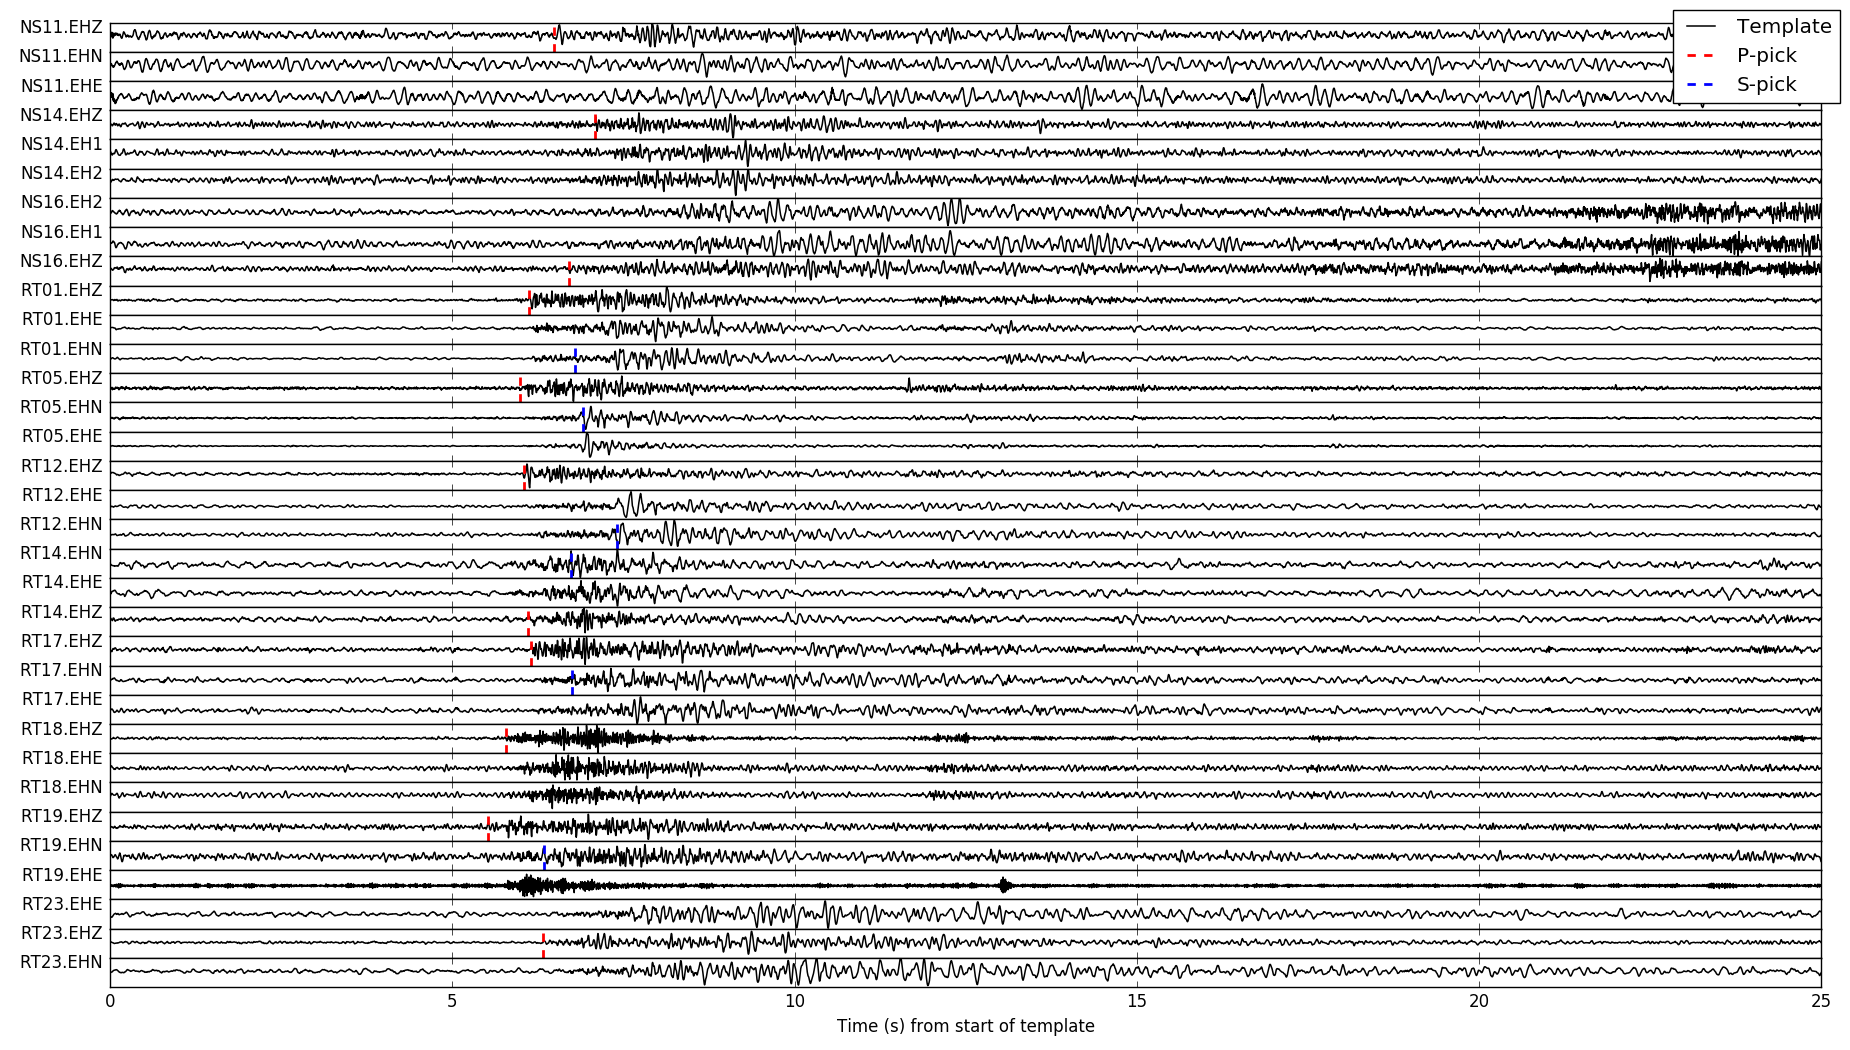 NS11.EHZ
NS11.EHN
NS11.EHE
NS14.EHZ
NS14.EH1
NS14.EH2
NS16.EH2
NS16.EH1
NS16.EHZ
RT01.EHZ
RT01.EHE
RT01.EHN
RT05.EHZ
RT05.EHN
RT05.EHE
RT12.EHZ
RT12.EHE
RT12.EHN
RT14.EHN
RT14.EHE
RT14.EHZ
RT17.EHZ
RT17.EHN
RT17.EHE
RT18.EHZ
RT18.EHE
RT18.EHN
RT19.EHZ
RT19.EHN
RT19.EHE
RT23.EHE
RT23.EHZ
RT23.EHN
Template
P-pick
S-pick
0 5 10 15 20 25
Time (s) from start of template